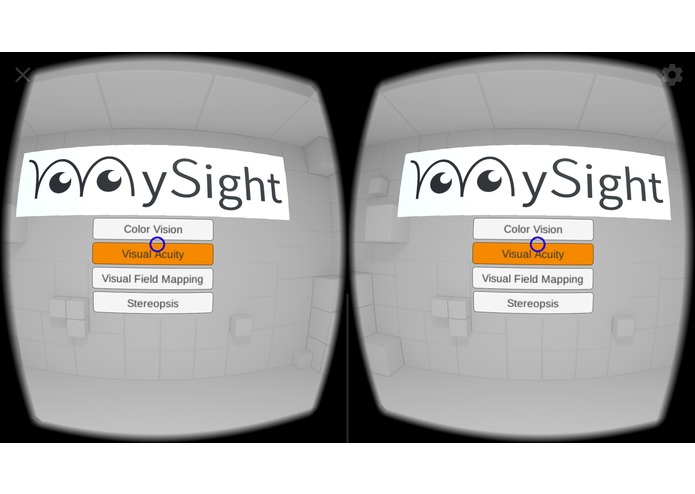 mySight
Color Vision
Visual Acuity
Visual Field Mapping
Stereopsis
mySight
Color Vision
Visual Acuity
Visual Field Mapping
Stereopsis